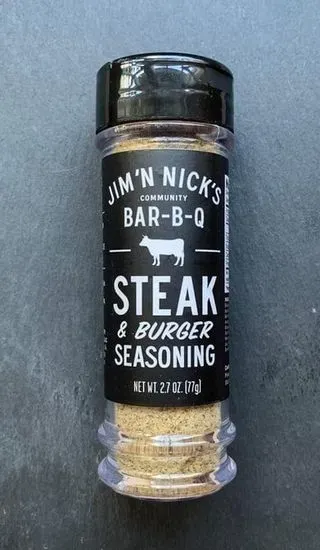 JIM'N NICK'S
COMMUNITY
BAR-B-Q
STEAK
& BURGER
SEASONING
NET WT. 2.7 OZ. (77g)